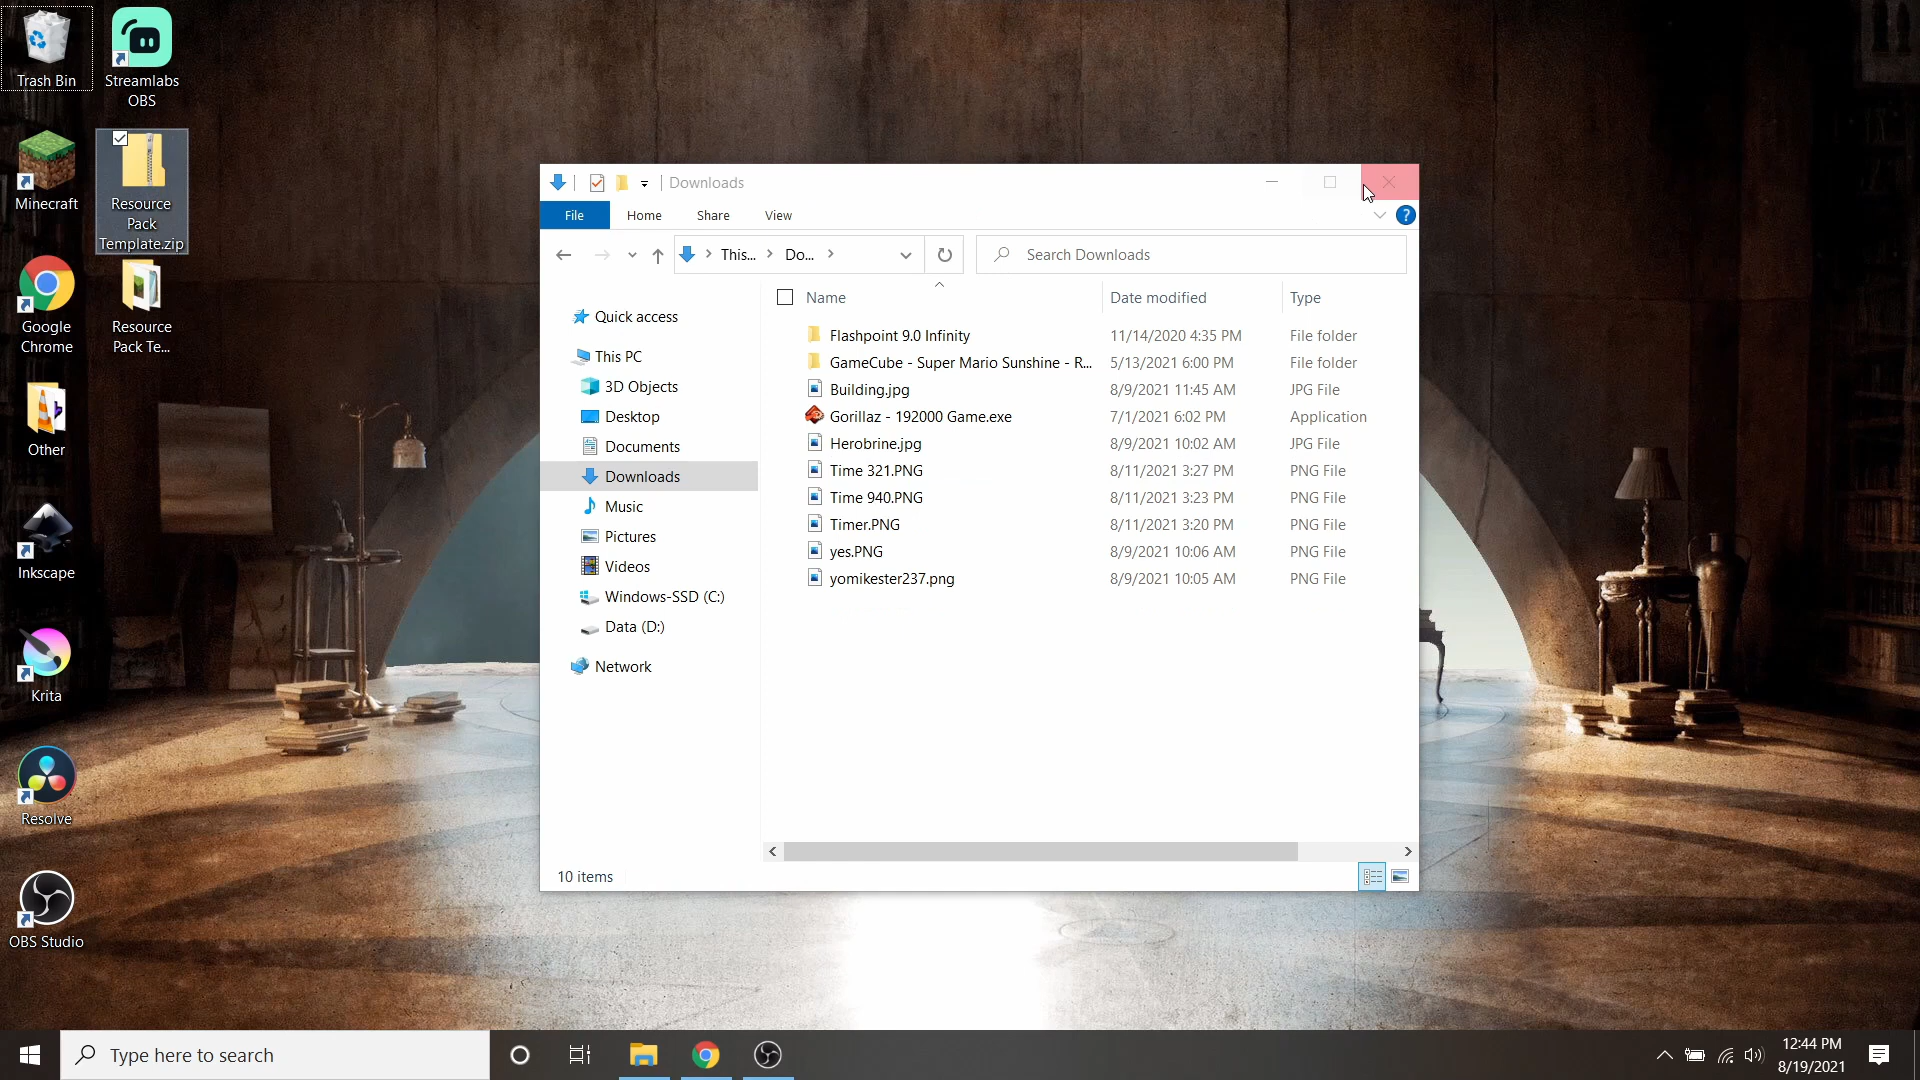 Trash Bin
Streamlabs
OBS
Minecraft
Resource
Pack
Template.zip
Google
Chrome
Resource
Pack Te...
Other
Inkscape
Krita
Resolve
OBS Studio
Downloads
File
Home
Share
View
?
This...
Do...
Search Downloads
Quick access
This PC
3D Objects
Desktop
Documents
Downloads
Music
Pictures
Videos
Windows-SSD (C:)
Data (D:)
Network
Name
Date modified
Type
Flashpoint 9.0 Infinity 11/14/2020 4:35 PM File folder
GameCube - Super Mario Sunshine - R... 5/13/2021 6:00 PM File folder
Building.jpg 8/9/2021 11:45 AM JPG File
Gorillaz - 192000 Game.exe 7/1/2021 6:02 PM Application
Herobrine.jpg 8/9/2021 10:02 AM JPG File
Time 321.PNG 8/11/2021 3:27 PM PNG File
Time 940.PNG 8/11/2021 3:23 PM PNG File
Timer.PNG 8/11/2021 3:20 PM PNG File
yes.PNG 8/9/2021 10:06 AM PNG File
yomikester237.png 8/9/2021 10:05 AM PNG File
10 items
Type here to search
12:44 PM
8/19/2021